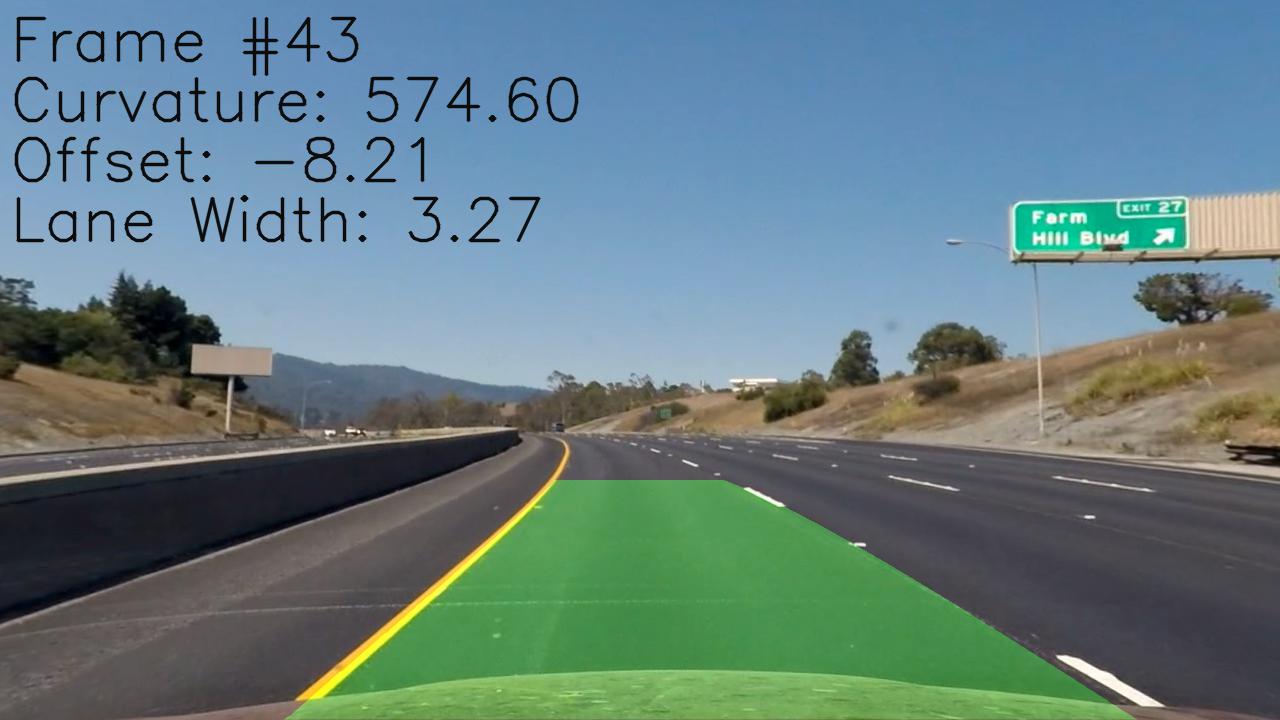 Frame #43
Curvature: 574.60
Offset: -8.21
Lane Width: 3.27
EXIT 27
Farm
Hill Blvd